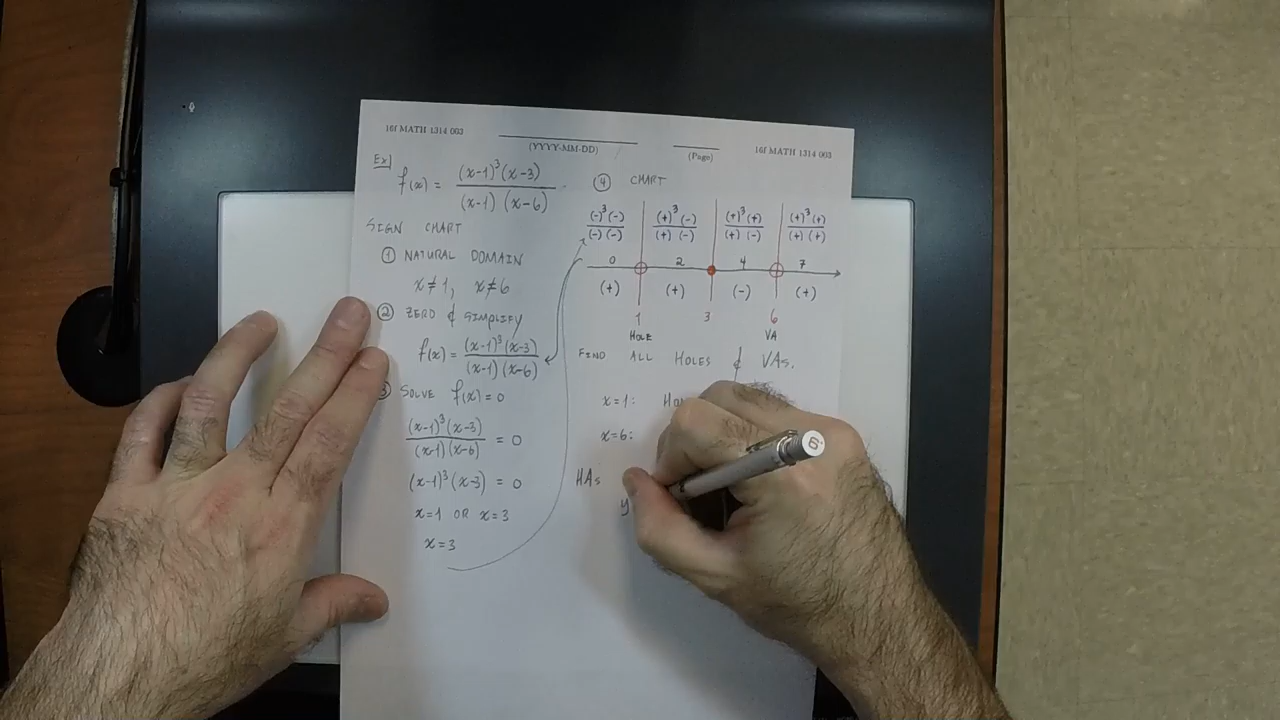 16f MATH 1314 003
(YYYY-MM-DD)
(Page)
16f MATH 1314 003
Ex|
f(x) = (x-1)³(x-3) / (x-1)(x-6)
SIGN CHART
① NATURAL DOMAIN
x≠1, x≠6
② ZERO & SIMPLIFY
f(x) = (x-1)³(x-3) / (x-1)(x-6)
SOLVE f(x)=0
(x-1)³(x-3) / (x-1)(x-6) = 0
(x-1)³(x-3) = 0
x=1 OR x=3
x=3
④ CHART
(-)³(-) / (-)(-) (+)³(-) / (+)(-) (+)³(+) / (+)(-) (+)³(+) / (+)(+)
0 2 4 7
(+) (+) (-) (+)
1 3 6
HOLE VA
FIND ALL HOLES & VAs.
x=1:
x=6:
HAs
y
6